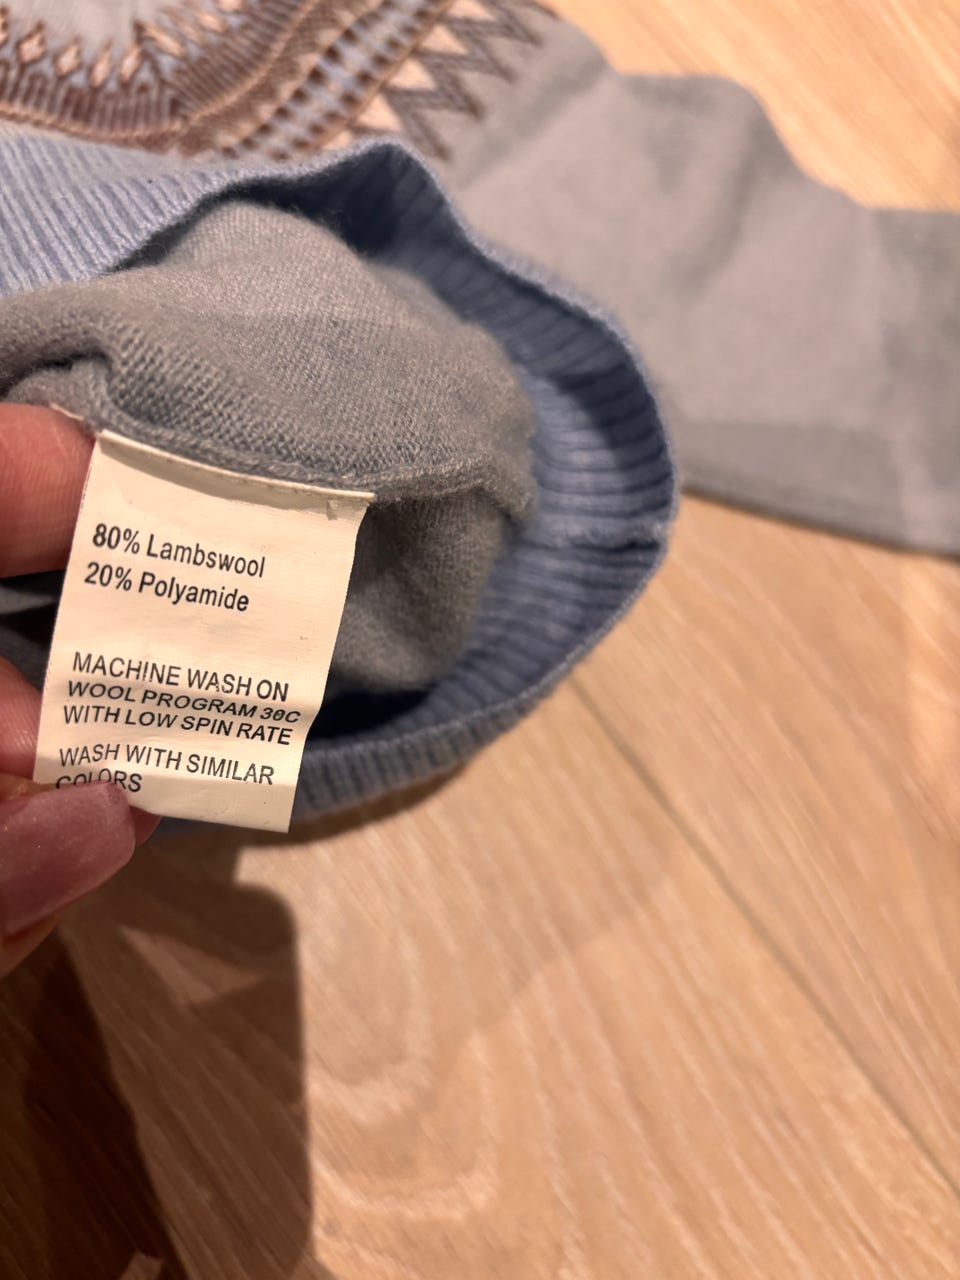 80% Lambswool
20% Polyamide
MACHINE WASH ON
WOOL PROGRAM 30C
WITH LOW SPIN RATE
WASH WITH SIMILAR
COLORS